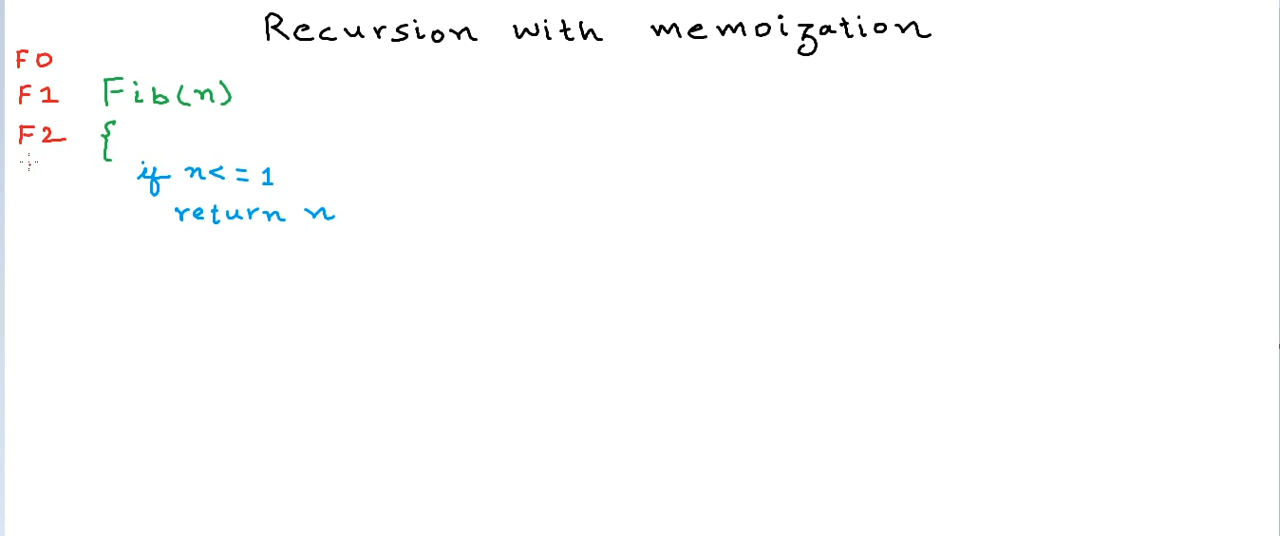 Recursion with memoization
F0
F1 Fib(n)
F2 {
if n<=1
return n